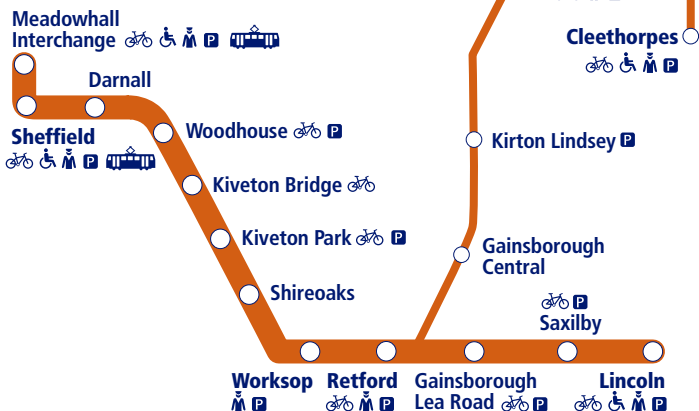 Meadowhall
Interchange P
Cleethorpes
P
Darnall
Sheffield
P
Woodhouse P
Kirton Lindsey P
Kiveton Bridge
Kiveton Park P
Gainsborough
Central
Shireoaks
P
Saxilby
Worksop
P
Retford
P
Gainsborough
Lea Road P
Lincoln
P